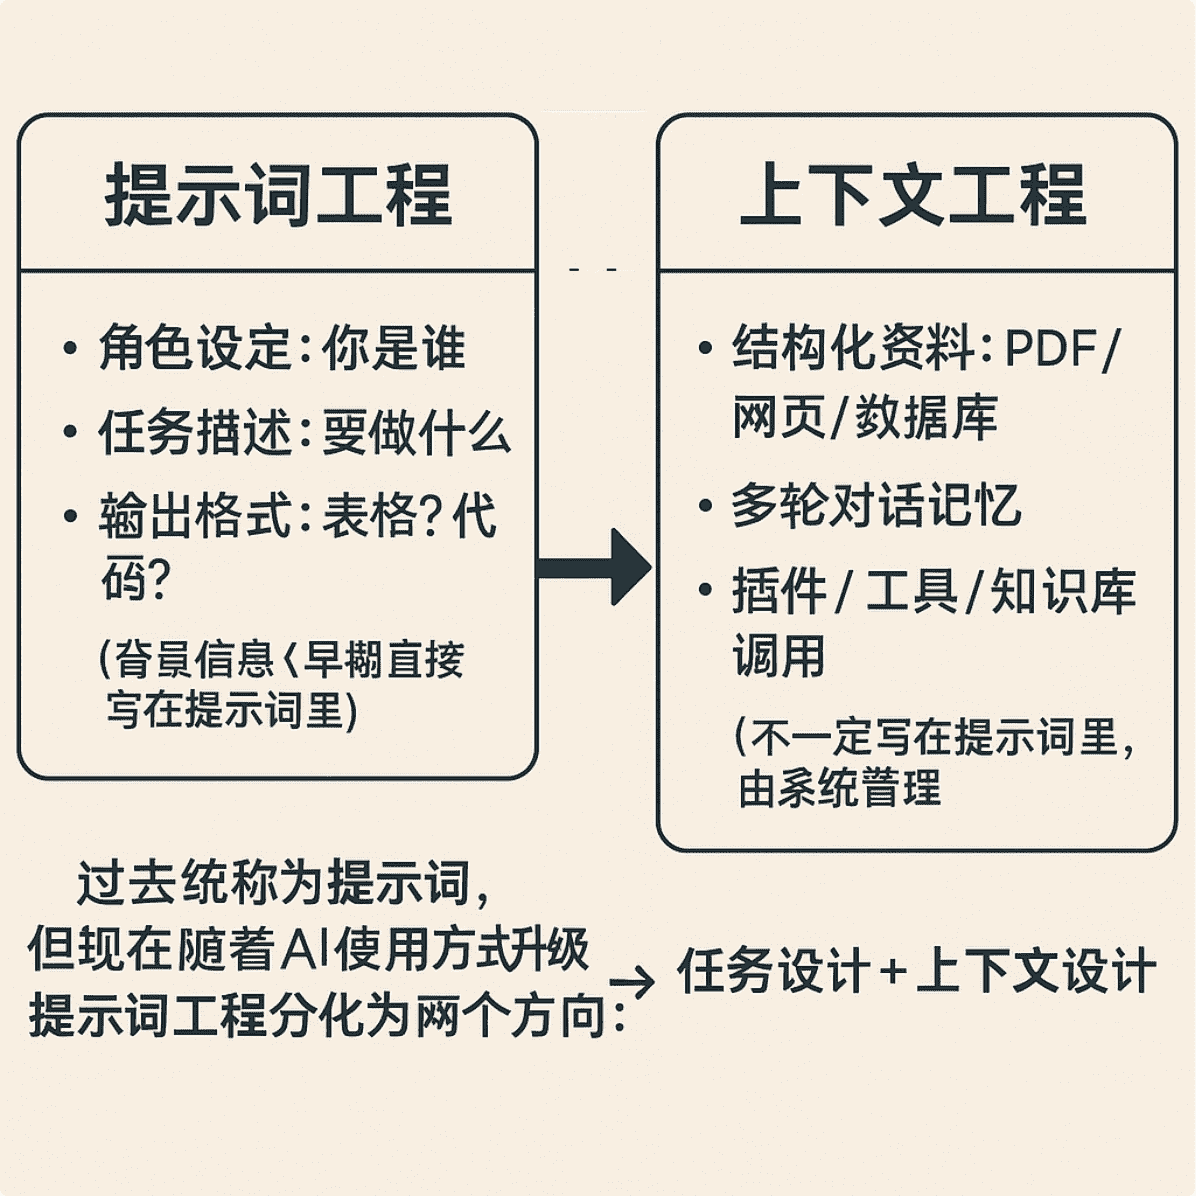 提示词工程
• 角色设定：你是谁
• 任务描述：要做什么
• 输出格式：表格？代
码？
(背景信息〈早期直接
写在提示词里)
上下文工程
• 结构化资料：PDF/
网页/数据库
• 多轮对话记忆
• 插件/工具/知识库
调用
(不一定写在提示词里，
由系统管理
过去统称为提示词，
但现在随着AI使用方式升级
提示词工程分化为两个方向：
→ 任务设计+上下文设计